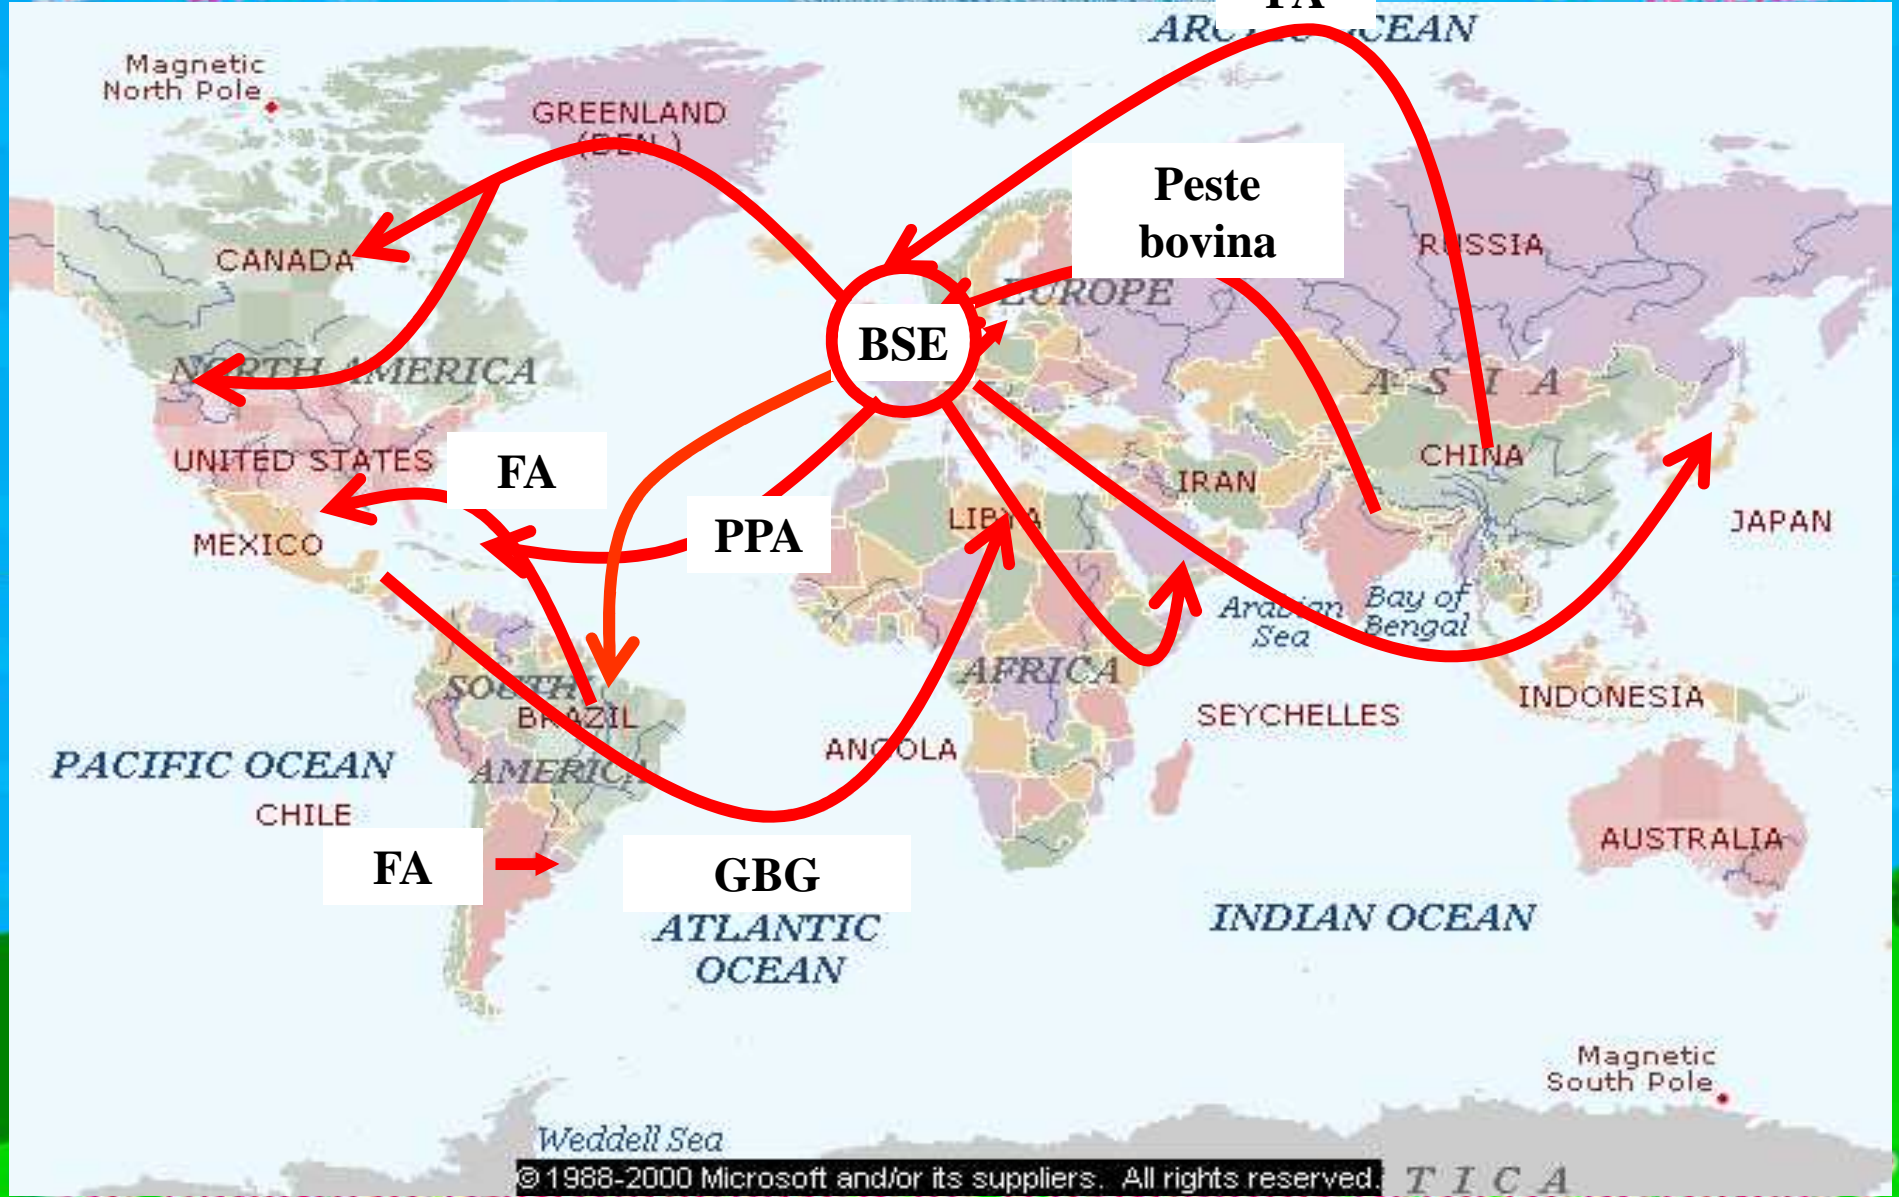 ARCTIC OCEAN
Magnetic
North Pole
GREENLAND
(DEN.)
Peste
bovina
RUSSIA
CANADA
EUROPE
BSE
NORTH AMERICA
A S I A
UNITED STATES
FA
CHINA
IRAN
LIBYA
JAPAN
PPA
MEXICO
Arabian
Sea
Bay of
Bengal
AFRICA
SOUTH
BRAZIL
AMERICA
INDONESIA
SEYCHELLES
ANGOLA
PACIFIC OCEAN
CHILE
AUSTRALIA
FA
GBG
ATLANTIC
OCEAN
INDIAN OCEAN
Magnetic
South Pole
Weddell Sea
© 1988-2000 Microsoft and/or its suppliers. All rights reserved.
T I C A